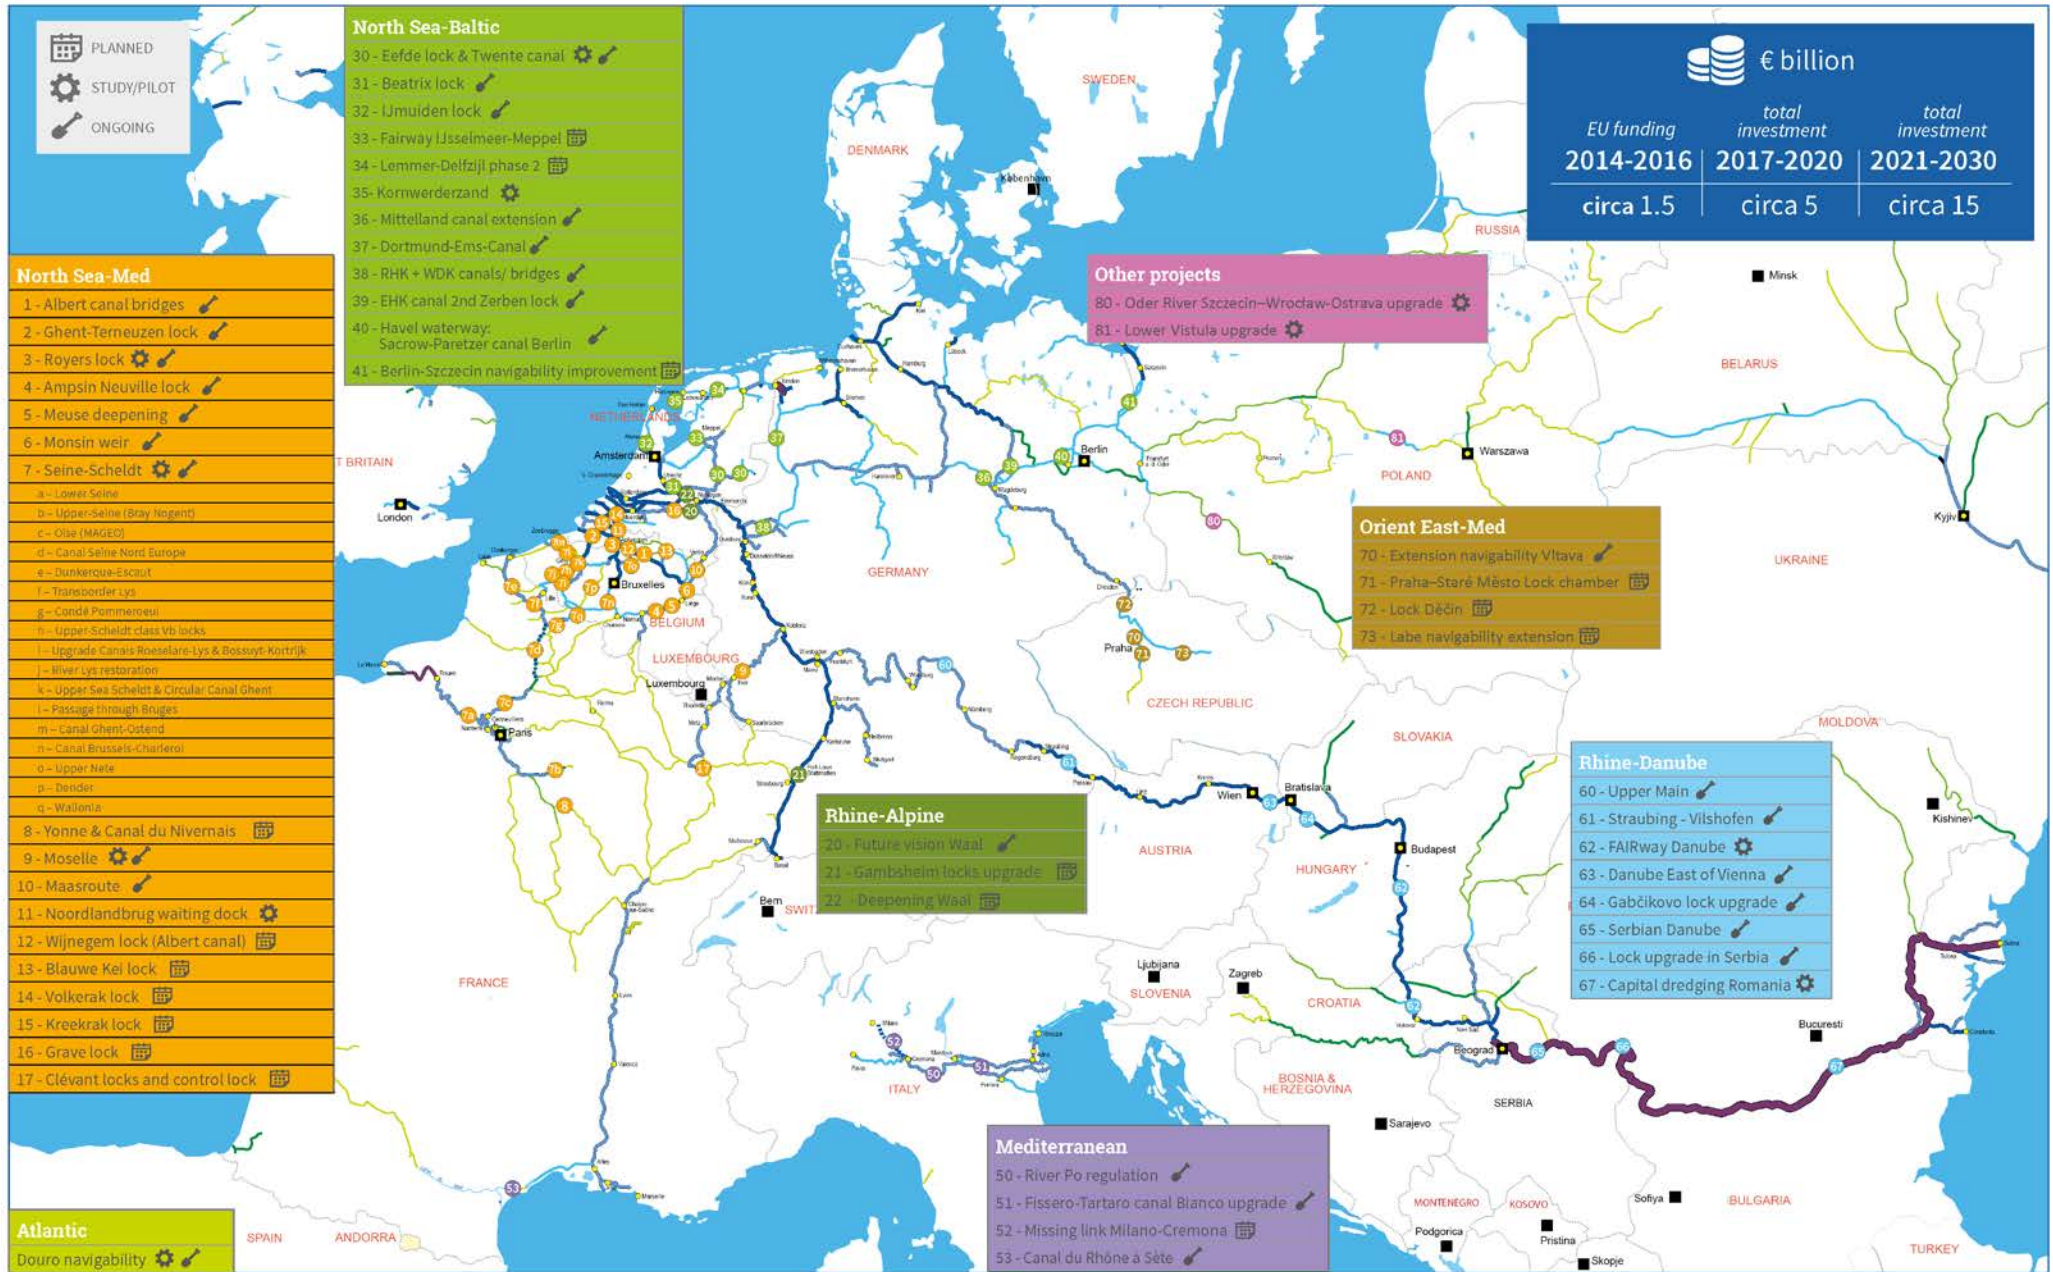 PLANNED
STUDY/PILOT
ONGOING
North Sea-Baltic
30 - Eefde lock & Twente canal
31 - Beatrix lock
32 - IJmuiden lock
33 - Fairway IJsselmeer-Meppel
34 - Lemmer-Delfzijl phase 2
35- Kornwerderzand
36 - Mittelland canal extension
37 - Dortmund-Ems-Canal
38 - RHK + WDK canals/ bridges
39 - EHK canal 2nd Zerben lock
40 - Havel waterway:
Sacrow-Paretzer canal Berlin
41 - Berlin-Szczecin navigability improvement
€ billion
EU funding
2014-2016
circa 1.5
total
investment
2017-2020
circa 5
total
investment
2021-2030
circa 15
North Sea-Med
1 - Albert canal bridges
2 - Ghent-Terneuzen lock
3 - Royers lock
4 - Ampsin Neuville lock
5 - Meuse deepening
6 - Monsin weir
7 - Seine-Scheldt
a – Lower Seine
b – Upper-Seine (Bray Nogent)
c – Oise (MAGEO)
d – Canal Seine Nord Europe
e – Dunkerque-Escaut
f – Transborder Lys
g – Condé Pommeroeul
h – Upper-Scheldt class Vb locks
i – Upgrade Canals Roeselare-Lys & Bossuyt-Kortrijk
j – River Lys restoration
k – Upper Sea Scheldt & Circular Canal Ghent
l – Passage through Bruges
m – Canal Ghent-Ostend
n – Canal Brussels-Charleroi
o – Upper Nete
p – Dender
q – Wallonia
8 - Yonne & Canal du Nivernais
9 - Moselle
10 - Maasroute
11 - Noordlandbrug waiting dock
12 - Wijnegem lock (Albert canal)
13 - Blauwe Kei lock
14 - Volkerak lock
15 - Kreekrak lock
16 - Grave lock
17 - Clévant locks and control lock
Atlantic
Douro navigability
Other projects
80 - Oder River Szczecin–Wrocław-Ostrava upgrade
81 - Lower Vistula upgrade
Orient East-Med
70 - Extension navigability Vltava
71 - Praha–Staré Město Lock chamber
72 - Lock Děčín
73 - Labe navigability extension
Rhine-Danube
60 - Upper Main
61 - Straubing - Vilshofen
62 - FAIRway Danube
63 - Danube East of Vienna
64 - Gabčikovo lock upgrade
65 - Serbian Danube
66 - Lock upgrade in Serbia
67 - Capital dredging Romania
Rhine-Alpine
20 - Future vision Waal
21 - Gambsheim locks upgrade
22 - Deepening Waal
Mediterranean
50 - River Po regulation
51 - Fissero-Tartaro canal Bianco upgrade
52 - Missing link Milano-Cremona
53 - Canal du Rhône à Sète
SWEDEN
DENMARK
København
RUSSIA
Minsk
BELARUS
NETHERLANDS
Amsterdam
T BRITAIN
London
Berlin
Warszawa
POLAND
Kyjiv
UKRAINE
GERMANY
Bruxelles
BELGIUM
LUXEMBOURG
Luxembourg
Paris
Praha
CZECH REPUBLIC
SLOVAKIA
MOLDOVA
Kishinev
Wien
Bratislava
AUSTRIA
Budapest
HUNGARY
Bern
SWIT
FRANCE
Ljubjana
SLOVENIA
Zagreb
CROATIA
Beograd
Bucuresti
ITALY
BOSNIA &
HERZEGOVINA
SERBIA
Sarajevo
MONTENEGRO
KOSOVO
Sofiya
BULGARIA
Podgorica
Pristina
Skopje
SPAIN
ANDORRA
TURKEY